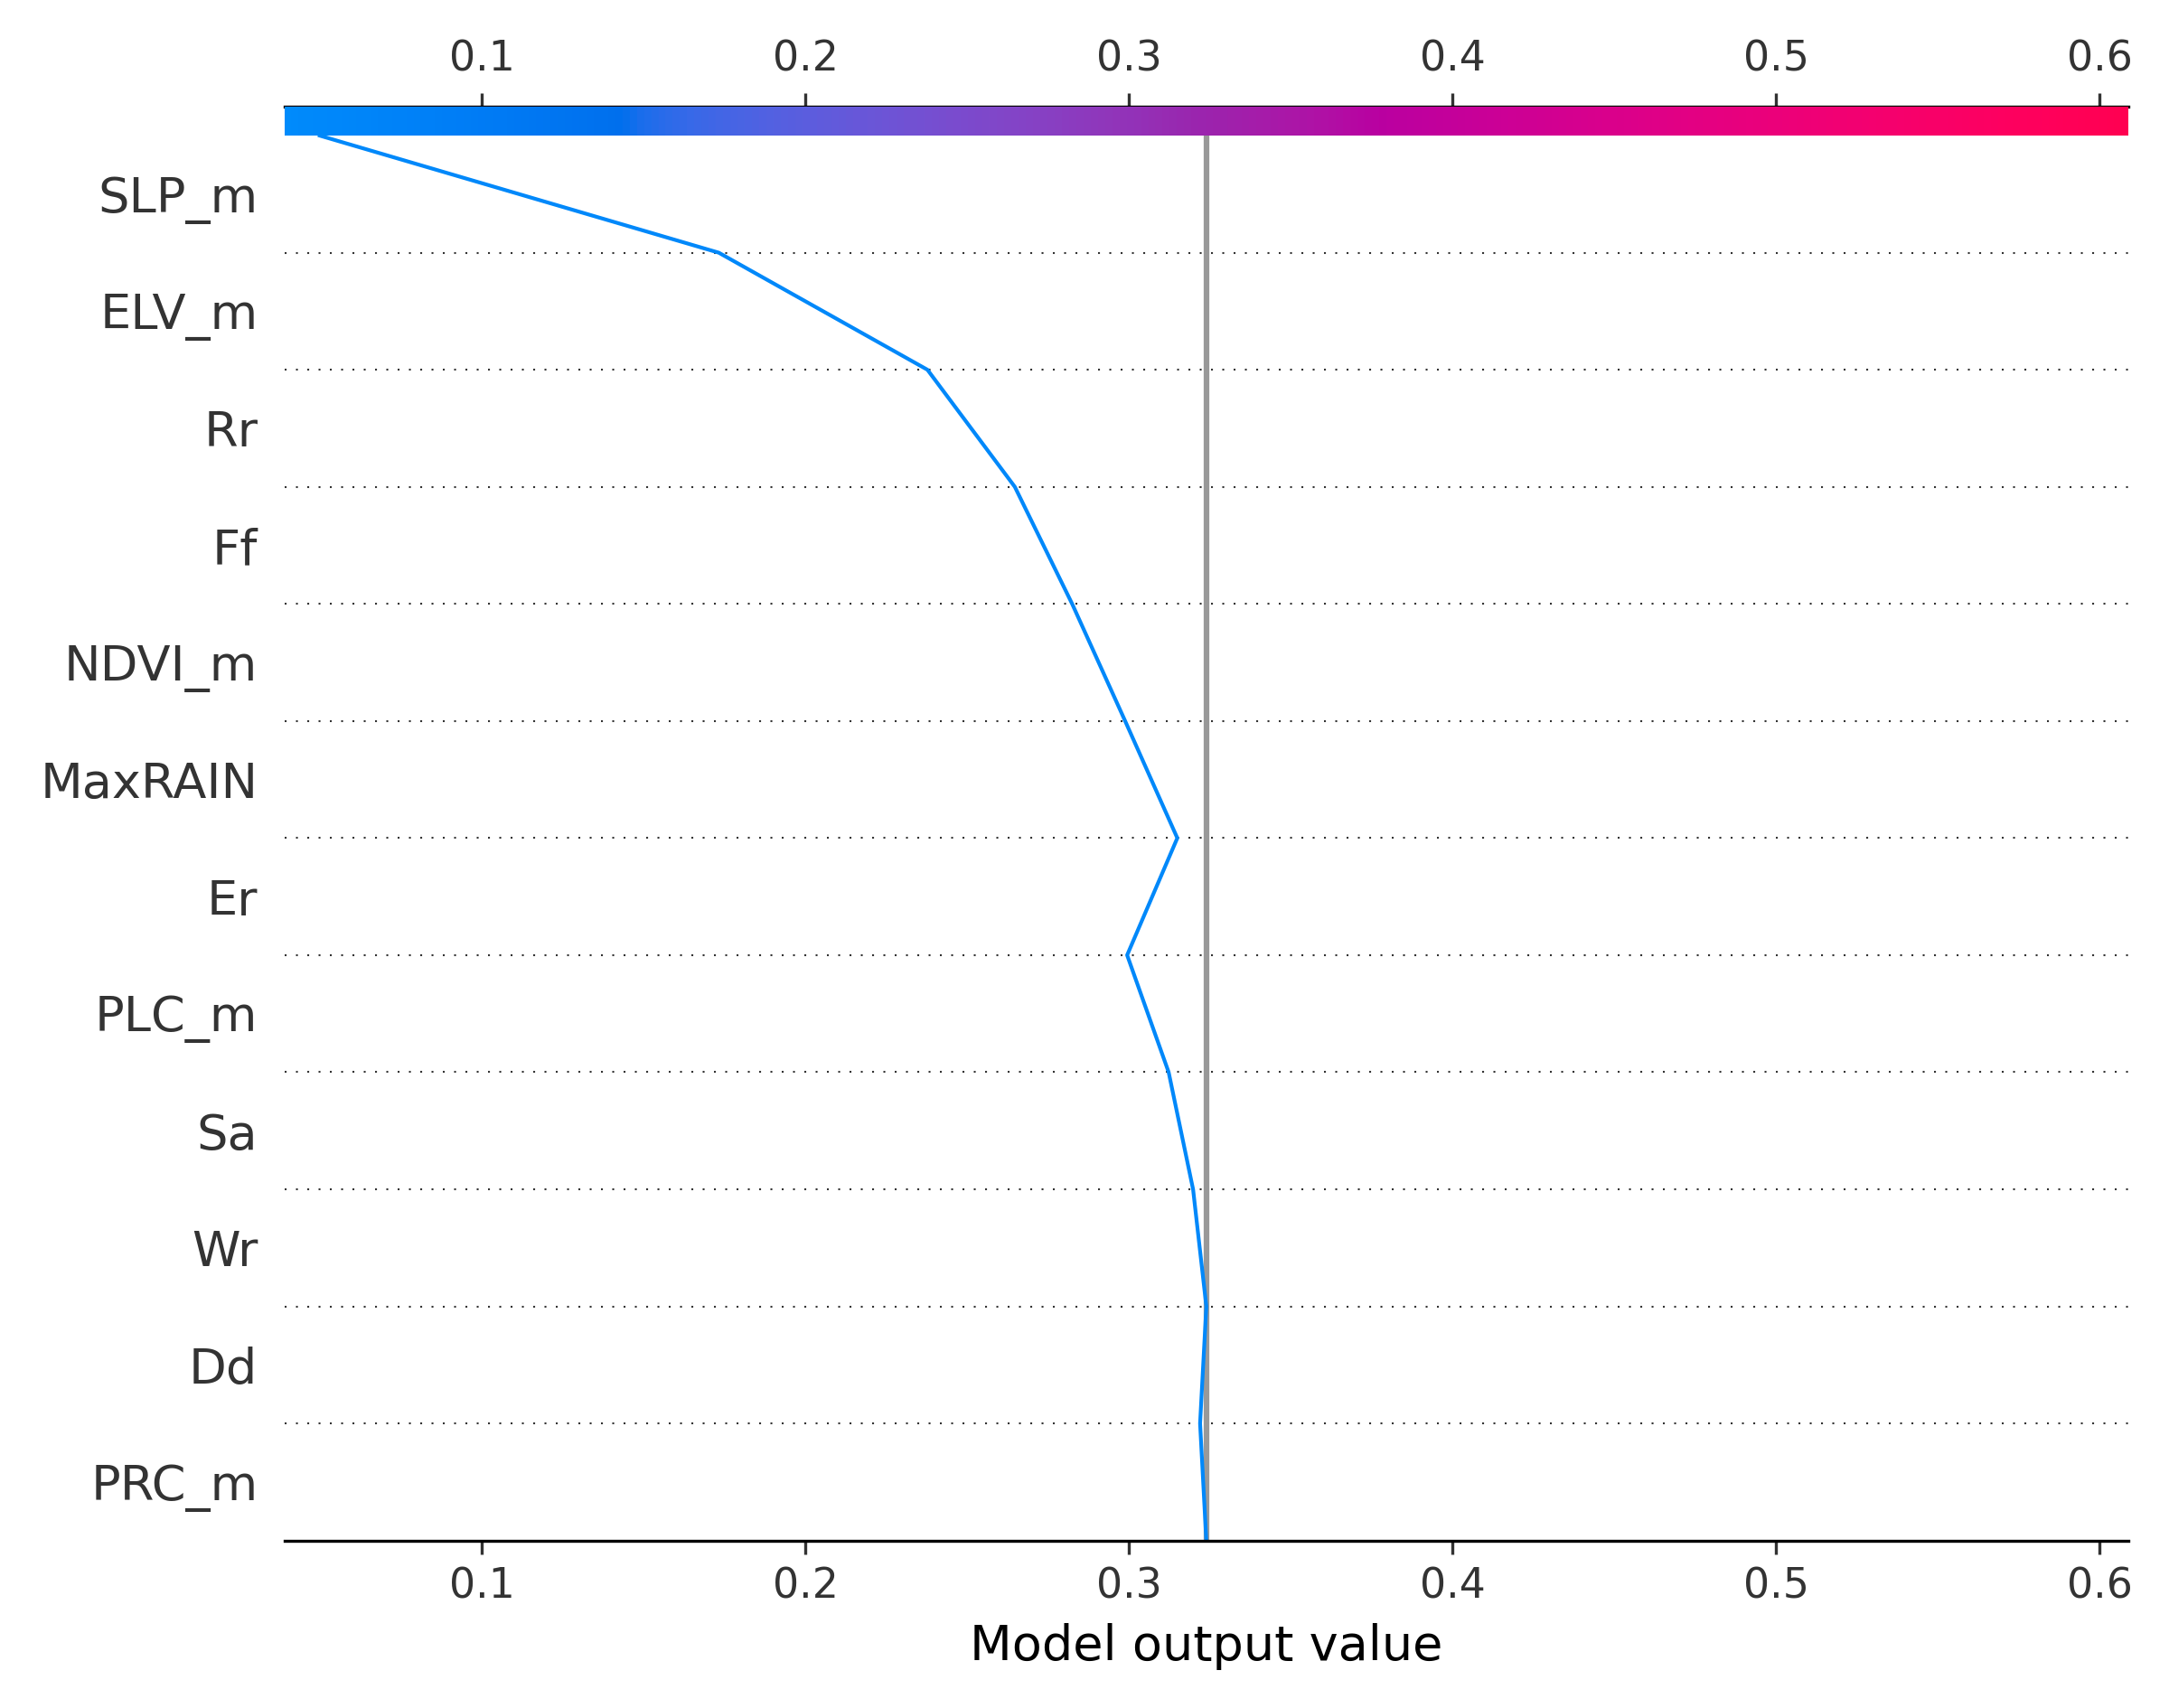 0.1 0.2 0.3 0.4 0.5 0.6
SLP_m
ELV_m
Rr
Ff
NDVI_m
MaxRAIN
Er
PLC_m
Sa
Wr
Dd
PRC_m
0.1 0.2 0.3 0.4 0.5 0.6
Model output value